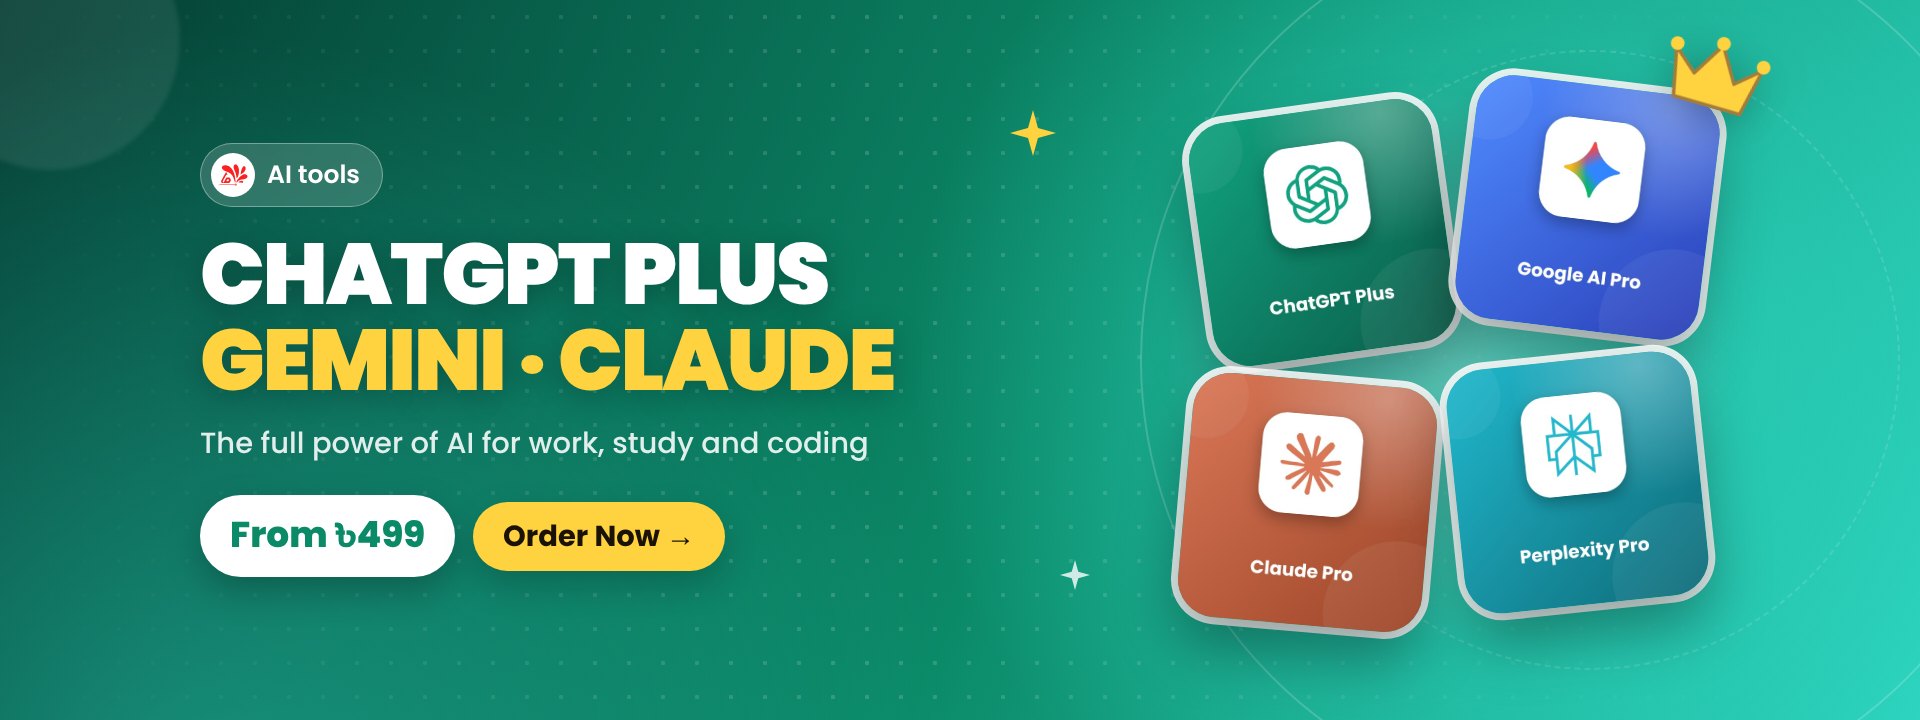 AI tools
CHATGPT PLUS
GEMINI • CLAUDE
The full power of AI for work, study and coding
From ৳499
Order Now →
ChatGPT Plus
Google AI Pro
Claude Pro
Perplexity Pro